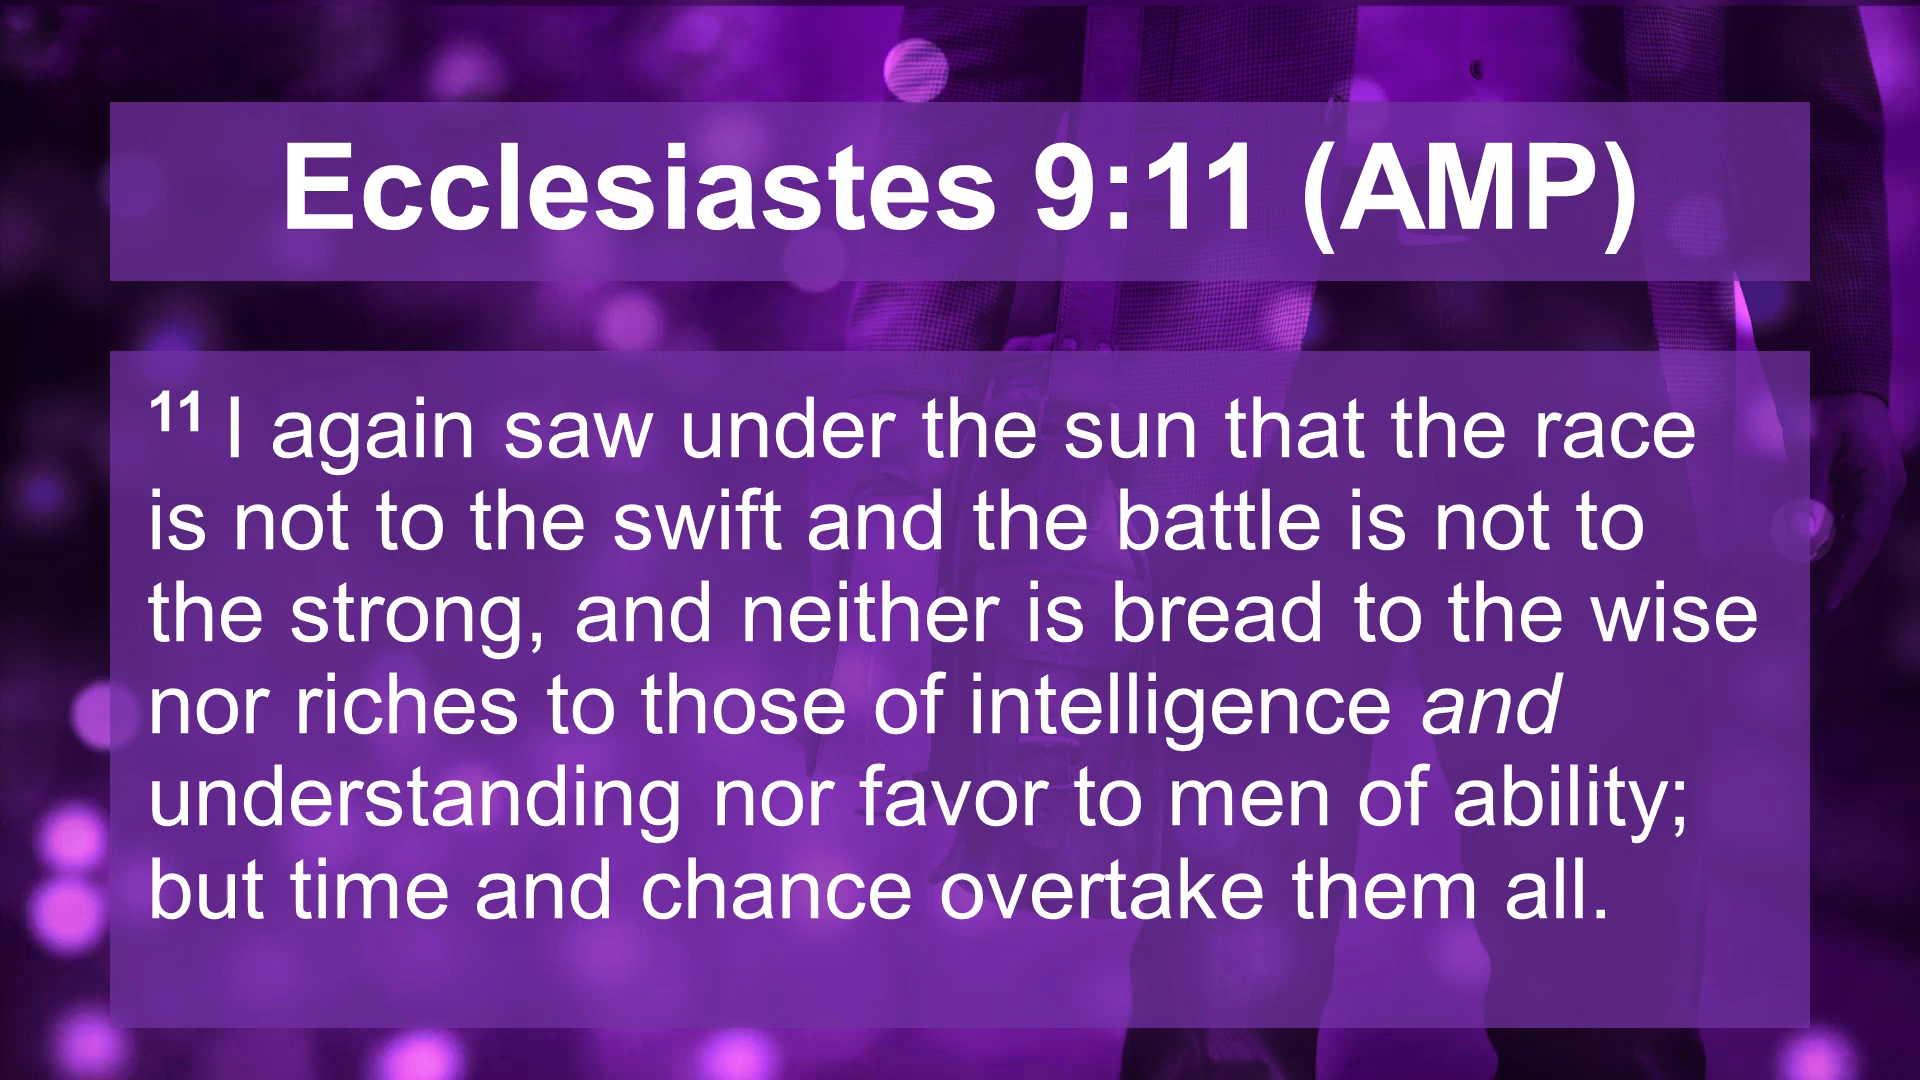 Ecclesiastes 9:11 (AMP)
11 I again saw under the sun that the race
is not to the swift and the battle is not to
the strong, and neither is bread to the wise
nor riches to those of intelligence and
understanding nor favor to men of ability;
but time and chance overtake them all.